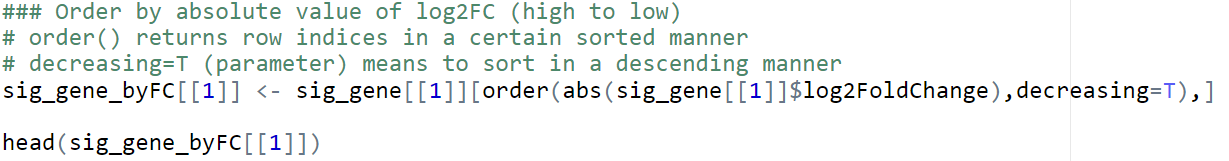 ### Order by absolute value of log2FC (high to low)
# order() returns row indices in a certain sorted manner
# decreasing=T (parameter) means to sort in a descending manner
sig_gene_byFC[[1]] <- sig_gene[[1]][order(abs(sig_gene[[1]]$log2FoldChange),decreasing=T),]
head(sig_gene_byFC[[1]])